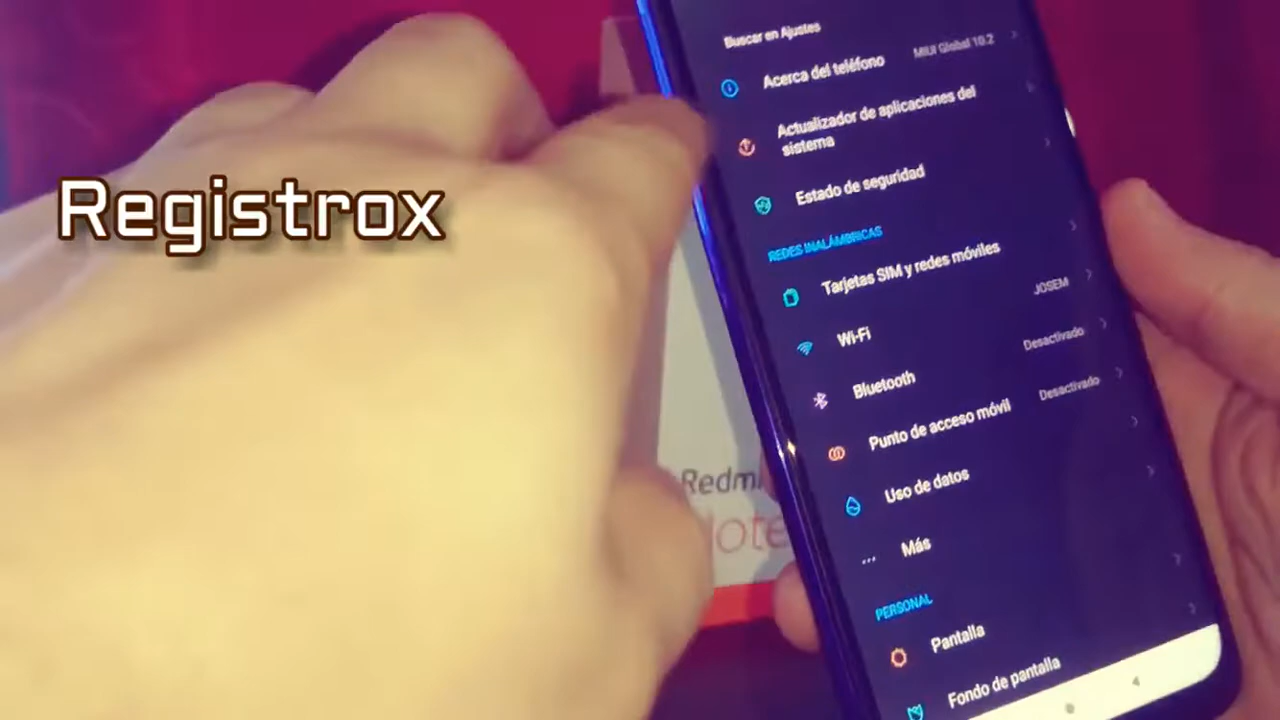 Buscar en Ajustes
Acerca del teléfono
MIUI Global 10.2
Actualizador de aplicaciones del
sistema
Estado de seguridad
Registrox
REDES INALÁMBRICAS
Tarjetas SIM y redes móviles
Wi-Fi
JOSEM
Bluetooth
Desactivado
Punto de acceso móvil
Desactivado
Uso de datos
Redmi
Más
PERSONAL
Pantalla
Fondo de pantalla